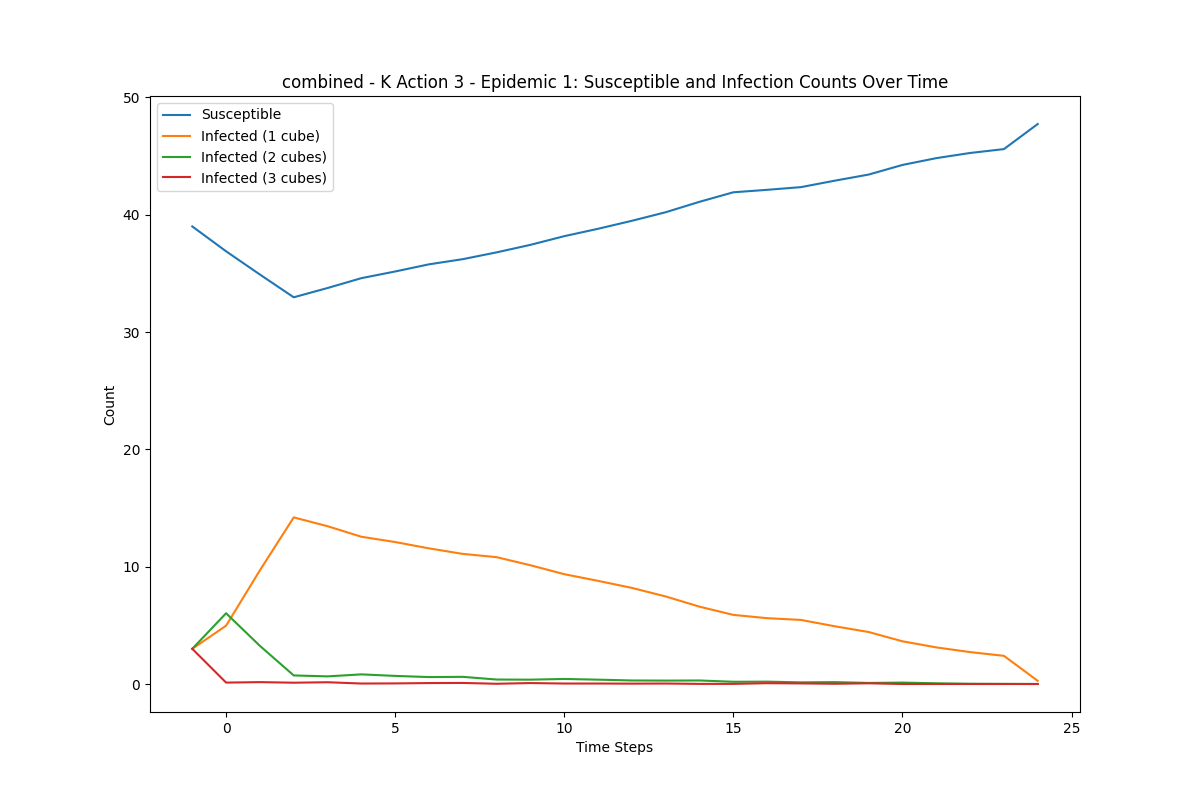 combined - K Action 3 - Epidemic 1: Susceptible and Infection Counts Over Time
Susceptible
Infected (1 cube)
Infected (2 cubes)
Infected (3 cubes)
50
40
30
20
10
0
Count
0 5 10 15 20 25
Time Steps